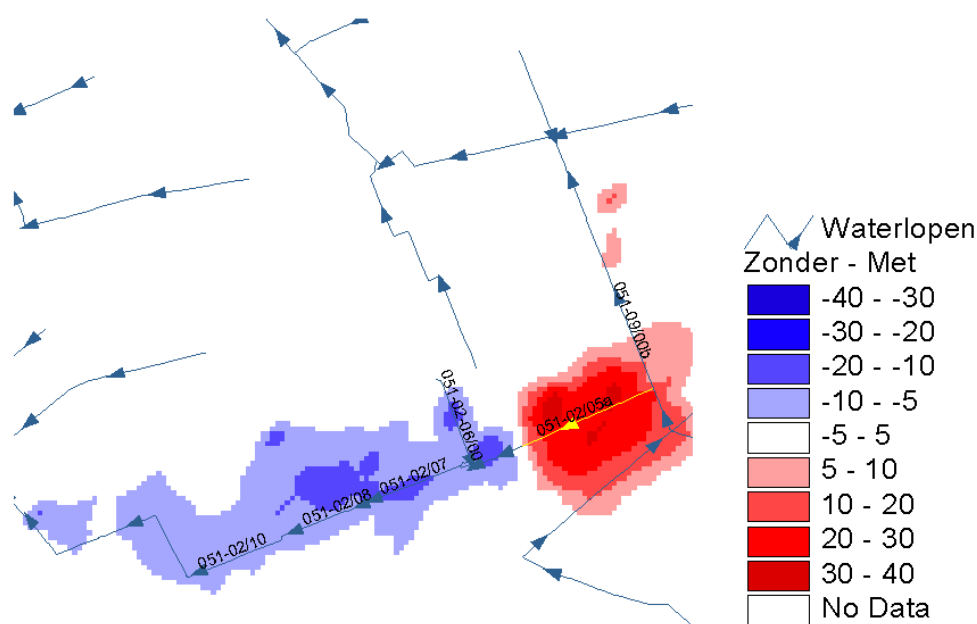 051-09/00b
051-02-06/00
051-02/05a
051-02/07
051-02/08
051-02/10
Waterlopen
Zonder - Met
-40 - -30
-30 - -20
-20 - -10
-10 - -5
-5 - 5
5 - 10
10 - 20
20 - 30
30 - 40
No Data